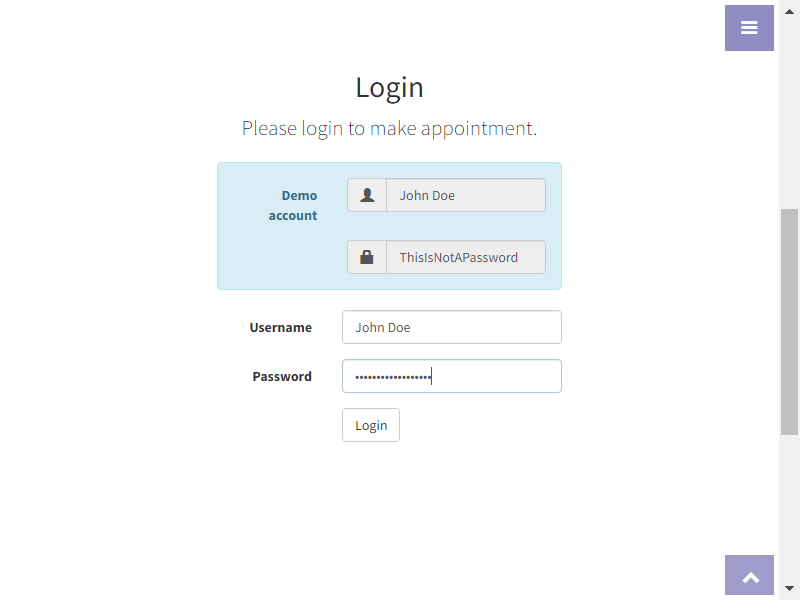 Login
Please login to make appointment.
Demo account
John Doe
ThisIsNotAPassword
Username
John Doe
Password
••••••••••••••••••
Login